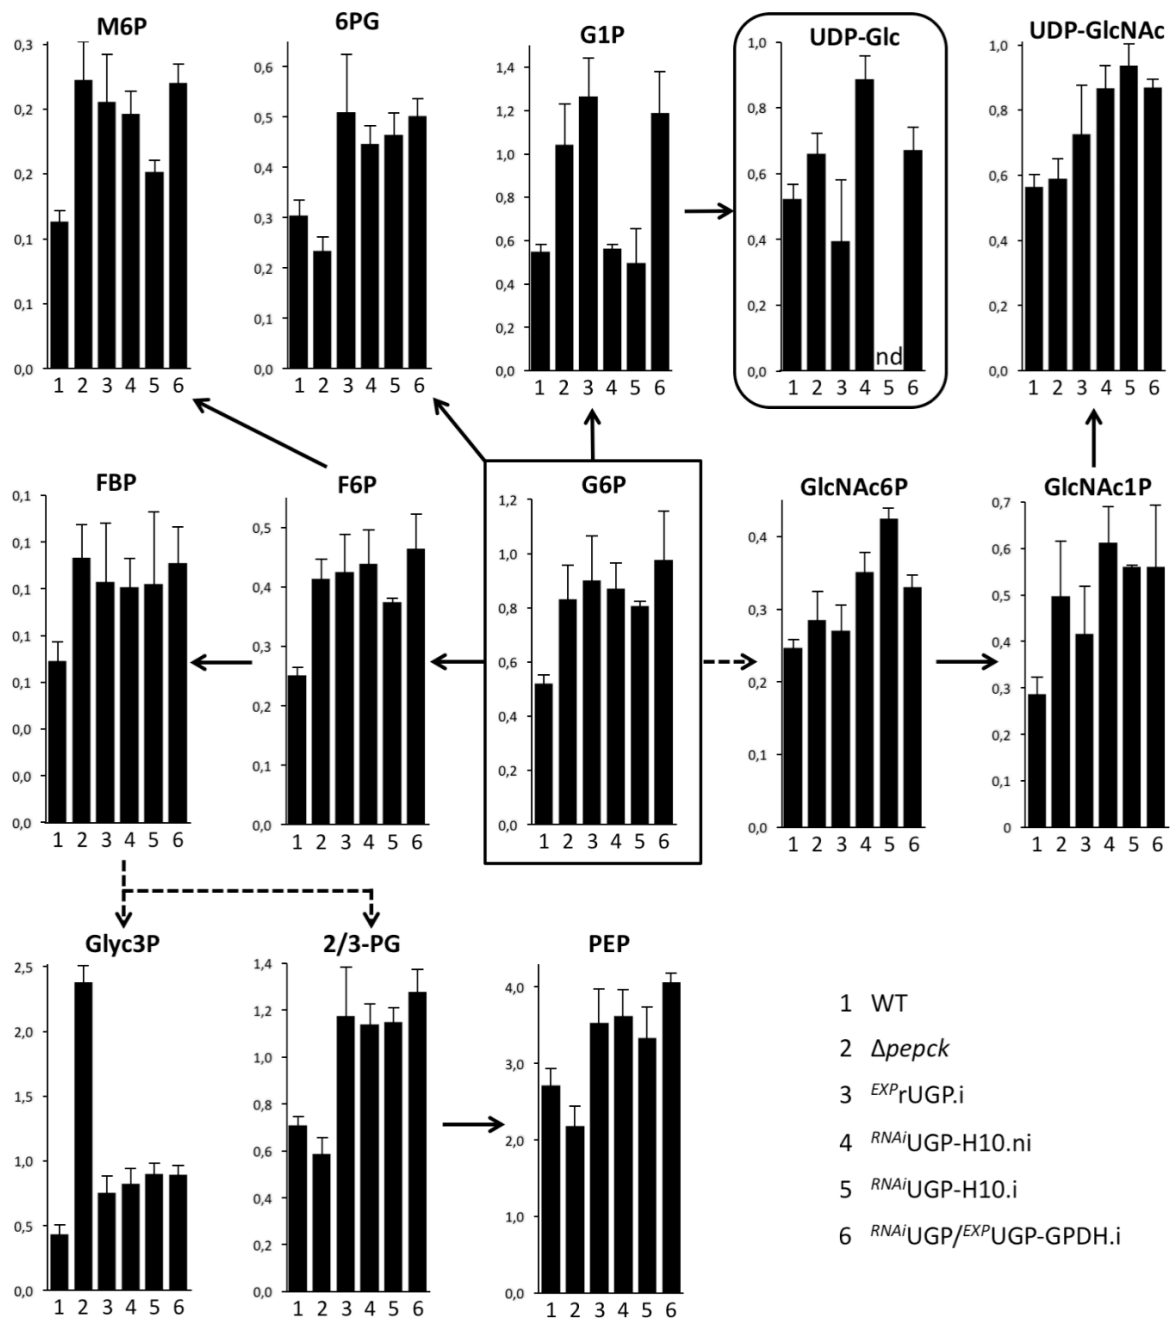 M6P
0,3
0,2
0,2
0,1
0,1
0,0
1 2 3 4 5 6
6PG
0,6
0,5
0,4
0,3
0,2
0,1
0,0
1 2 3 4 5 6
G1P
1,4
1,2
1,0
0,8
0,6
0,4
0,2
0,0
1 2 3 4 5 6
UDP-Glc
1,0
0,8
0,6
0,4
0,2
0,0
nd
1 2 3 4 5 6
UDP-GlcNAc
1,0
0,8
0,6
0,4
0,2
0,0
1 2 3 4 5 6
FBP
0,1
0,1
0,1
0,1
0,1
0,0
0,0
0,0
1 2 3 4 5 6
F6P
0,5
0,4
0,3
0,2
0,1
0,0
1 2 3 4 5 6
G6P
1,2
1,0
0,8
0,6
0,4
0,2
0,0
1 2 3 4 5 6
GlcNAc6P
0,4
0,3
0,2
0,1
0,0
1 2 3 4 5 6
GlcNAc1P
0,7
0,6
0,5
0,4
0,3
0,2
0,1
0
1 2 3 4 5 6
Glyc3P
2,5
2,0
1,5
1,0
0,5
0,0
1 2 3 4 5 6
2/3-PG
1,4
1,2
1,0
0,8
0,6
0,4
0,2
0,0
1 2 3 4 5 6
PEP
4,0
3,0
2,0
1,0
0,0
1 2 3 4 5 6
1 WT
2 Δpepck
3 EXPrUGP.i
4 RNAiUGP-H10.ni
5 RNAiUGP-H10.i
6 RNAiUGP/EXPUGP-GPDH.i